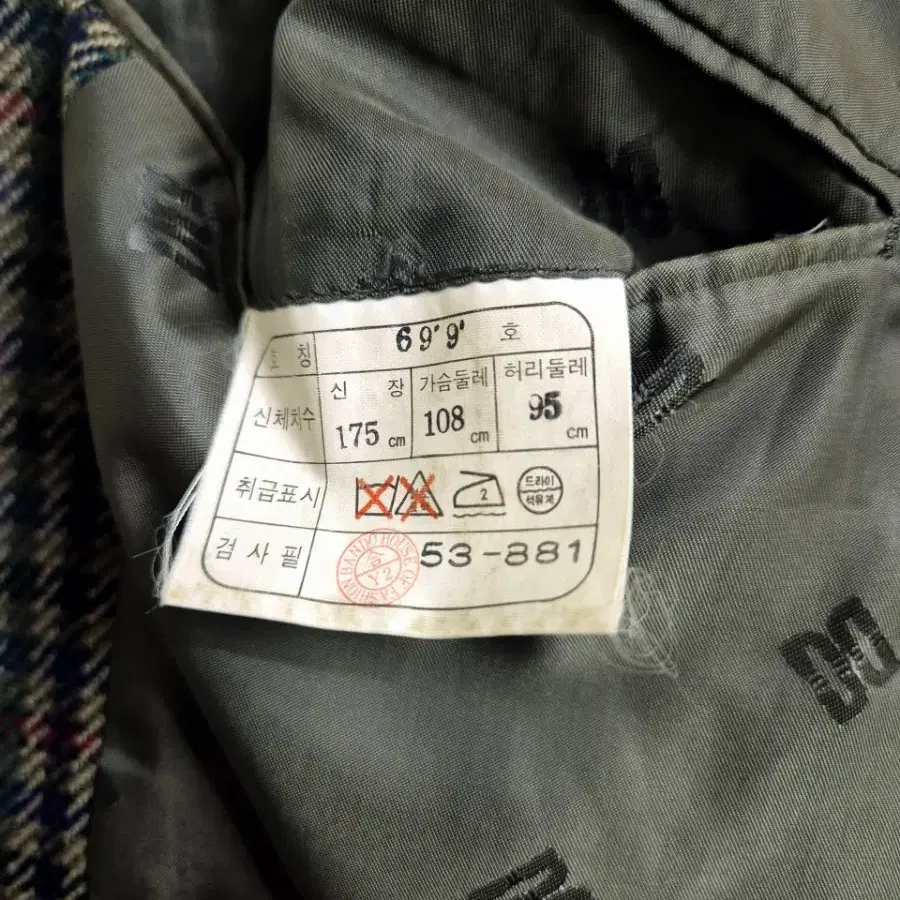 호 칭 69'9' 호
신체치수 신 장 가슴둘레 허리둘레
175 cm 108 cm 95 cm
취급표시 2 드라이 석유계
검 사 필 53-881
BANDO HOUSE OF FASHION
合
Y2